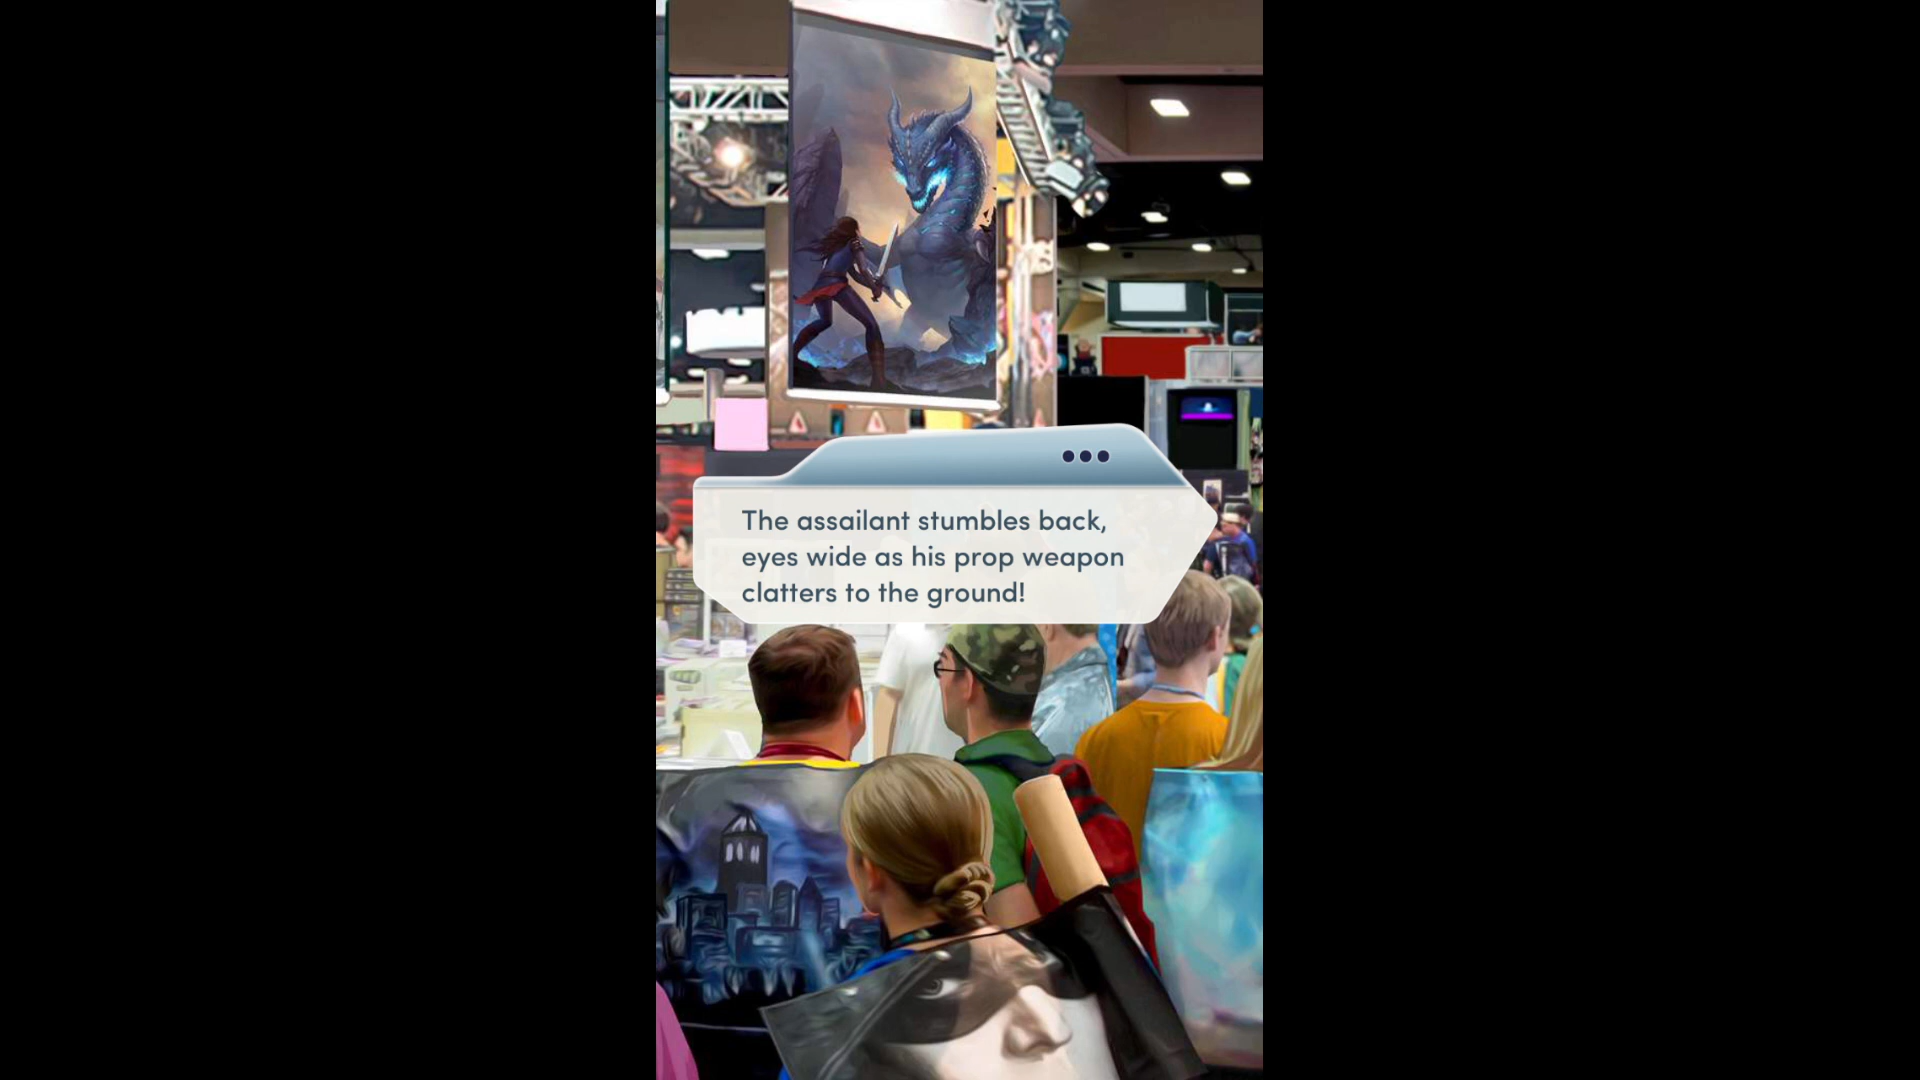 The assailant stumbles back,
eyes wide as his prop weapon
clatters to the ground!